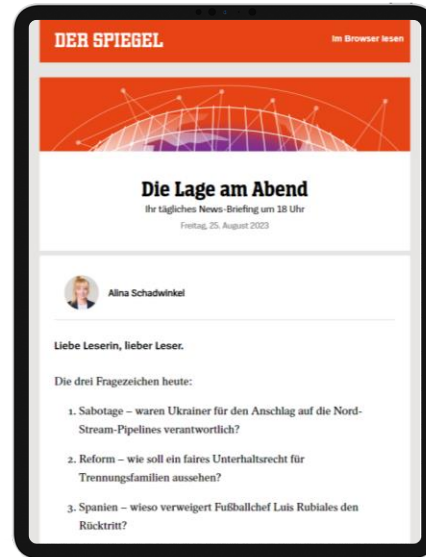 DER SPIEGEL
Im Browser lesen
Die Lage am Abend
Ihr tägliches News-Briefing um 18 Uhr
Freitag, 25. August 2023
Alina Schadwinkel
Liebe Leserin, lieber Leser.
Die drei Fragezeichen heute:
1. Sabotage – waren Ukrainer für den Anschlag auf die Nord-
Stream-Pipelines verantwortlich?
2. Reform – wie soll ein faires Unterhaltsrecht für
Trennungsfamilien aussehen?
3. Spanien – wieso verweigert Fußballchef Luis Rubiales den
Rücktritt?